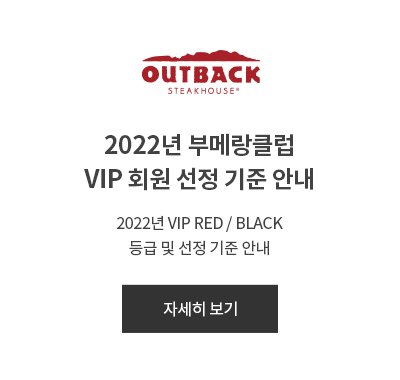 OUTBACK
STEAKHOUSE®
2022년 부메랑클럽
VIP 회원 선정 기준 안내
2022년 VIP RED / BLACK
등급 및 선정 기준 안내
자세히 보기